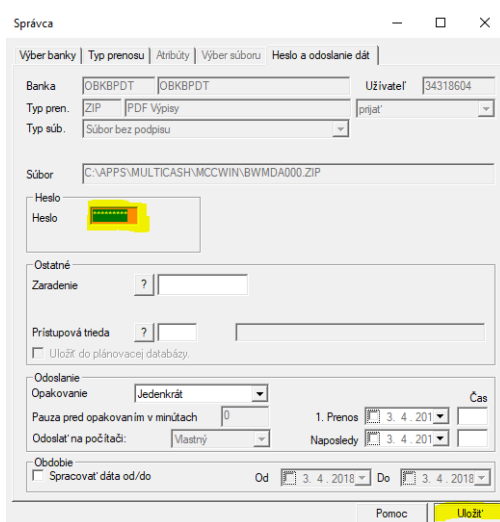 Správca
Výber banky Typ prenosu Atribúty Výber súboru Heslo a odoslanie dát
Banka OBKBPDT OBKBPDT Užívateľ 34318604
Typ pren. ZIP PDF Výpisy prijať
Typ súb. Súbor bez podpisu
Súbor C:\APPS\MULTICASH\MCCWIN\BWMDA000.ZIP
Heslo
Heslo ********
Ostatné
Zaradenie ?
Prístupová trieda ?
Uložiť do plánovacej databázy.
Odoslanie
Opakovanie Jedenkrát Čas
Pauza pred opakovaním v minútach 0 1. Prenos 3. 4 . 201
Odoslať na počítači: Vlastný Naposledy 3. 4 . 201
Obdobie
Spracovať dáta od/do Od 3. 4 . 2018 Do 3. 4 . 2018
Pomoc Uložiť